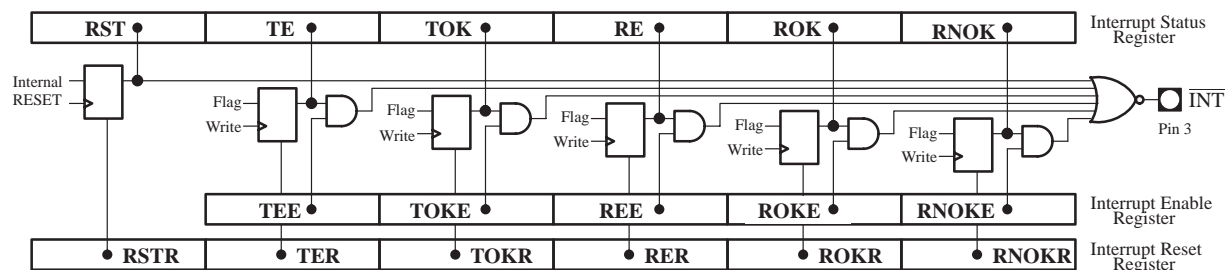 RST TE TOK RE ROK RNOK Interrupt Status
Register
Internal
RESET
Flag
Write
Flag
Write
Flag
Write
Flag
Write
Flag
Write
INT
Pin 3
TEE TOKE REE ROKE RNOKE Interrupt Enable
Register
RSTR TER TOKR RER ROKR RNOKR Interrupt Reset
Register